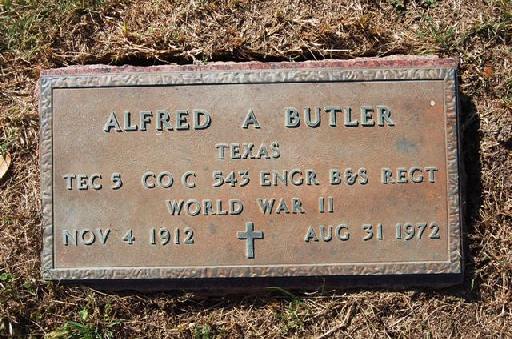 ALFRED A BUTLER
TEXAS
TEC 5 CO C 543 ENGR B&S REGT
WORLD WAR II
NOV 4 1912 AUG 31 1972